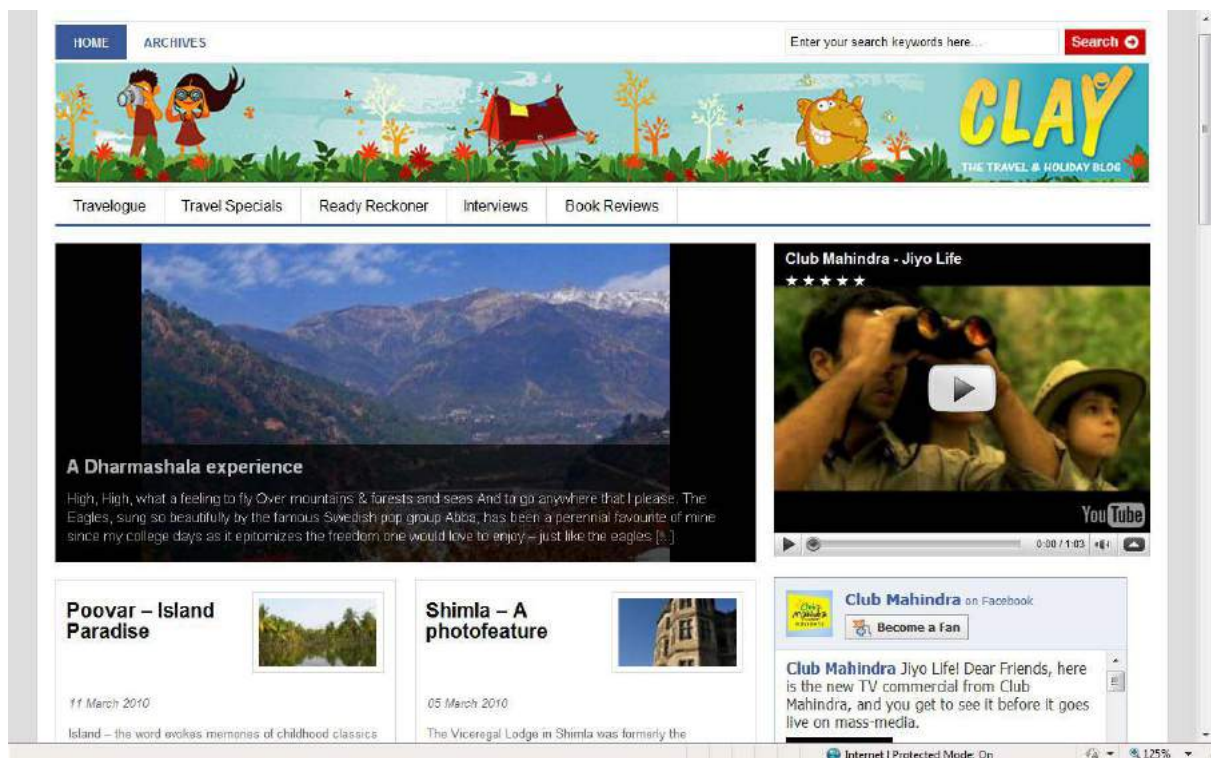 HOME ARCHIVES
Enter your search keywords here...
Search
CLAY
THE TRAVEL & HOLIDAY BLOG
Travelogue Travel Specials Ready Reckoner Interviews Book Reviews
A Dharmashala experience
High, High, what a feeling to fly Over mountains & forests and seas And to go anywhere that I please. The
Eagles, sung so beautifully by the famous Swedish pop group Abba, has been a perennial favourite of mine
since my college days as it epitomizes the freedom one would love to enjoy – just like the eagles [...]
Club Mahindra - Jiyo Life
You Tube
0:00 / 1:03
Poovar – Island
Paradise
11 March 2010
Island – the word evokes memories of childhood classics
Shimla – A
photofeature
05 March 2010
The Viceregal Lodge in Shimla was formerly the
Club Mahindra on Facebook
Become a Fan
Club Mahindra Jiyo Life! Dear Friends, here
is the new TV commercial from Club
Mahindra, and you get to see it before it goes
live on mass-media.
Internet | Protected Mode: On
125%